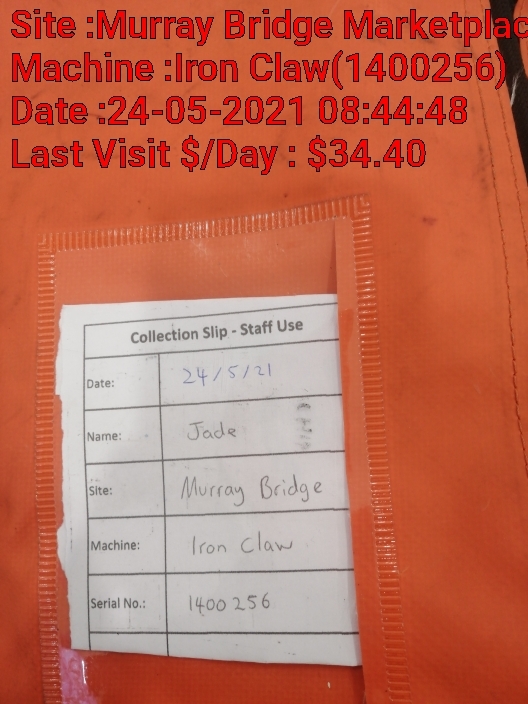 Site :Murray Bridge Marketplac
Machine :Iron Claw(1400256)
Date :24-05-2021 08:44:48
Last Visit $/Day : $34.40
Collection Slip - Staff Use
Date: 24/5/21
Name: Jade
Site: Murray Bridge
Machine: Iron Claw
Serial No.: 1400256